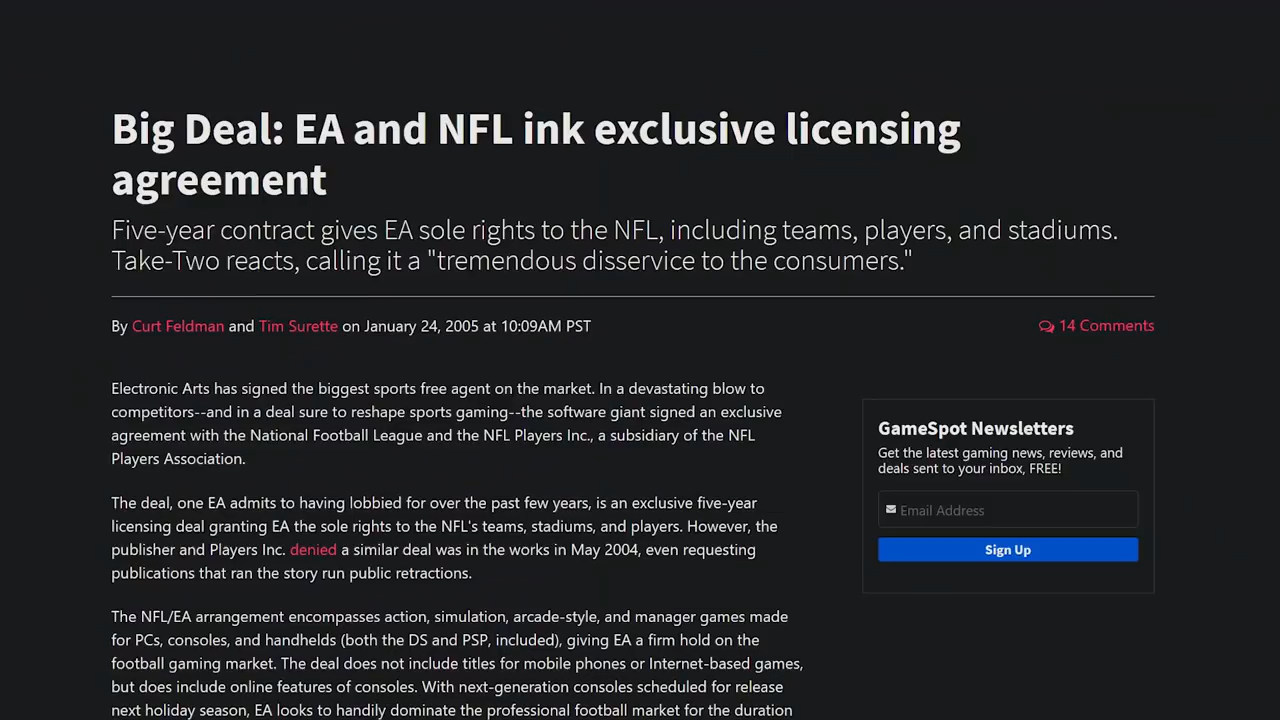 Big Deal: EA and NFL ink exclusive licensing
agreement
Five-year contract gives EA sole rights to the NFL, including teams, players, and stadiums.
Take-Two reacts, calling it a "tremendous disservice to the consumers."
By Curt Feldman and Tim Surette on January 24, 2005 at 10:09AM PST
14 Comments
Electronic Arts has signed the biggest sports free agent on the market. In a devastating blow to
competitors--and in a deal sure to reshape sports gaming--the software giant signed an exclusive
agreement with the National Football League and the NFL Players Inc., a subsidiary of the NFL
Players Association.
The deal, one EA admits to having lobbied for over the past few years, is an exclusive five-year
licensing deal granting EA the sole rights to the NFL's teams, stadiums, and players. However, the
publisher and Players Inc. denied a similar deal was in the works in May 2004, even requesting
publications that ran the story run public retractions.
The NFL/EA arrangement encompasses action, simulation, arcade-style, and manager games made
for PCs, consoles, and handhelds (both the DS and PSP, included), giving EA a firm hold on the
football gaming market. The deal does not include titles for mobile phones or Internet-based games,
but does include online features of consoles. With next-generation consoles scheduled for release
next holiday season, EA looks to handily dominate the professional football market for the duration
GameSpot Newsletters
Get the latest gaming news, reviews, and
deals sent to your inbox, FREE!
Email Address
Sign Up